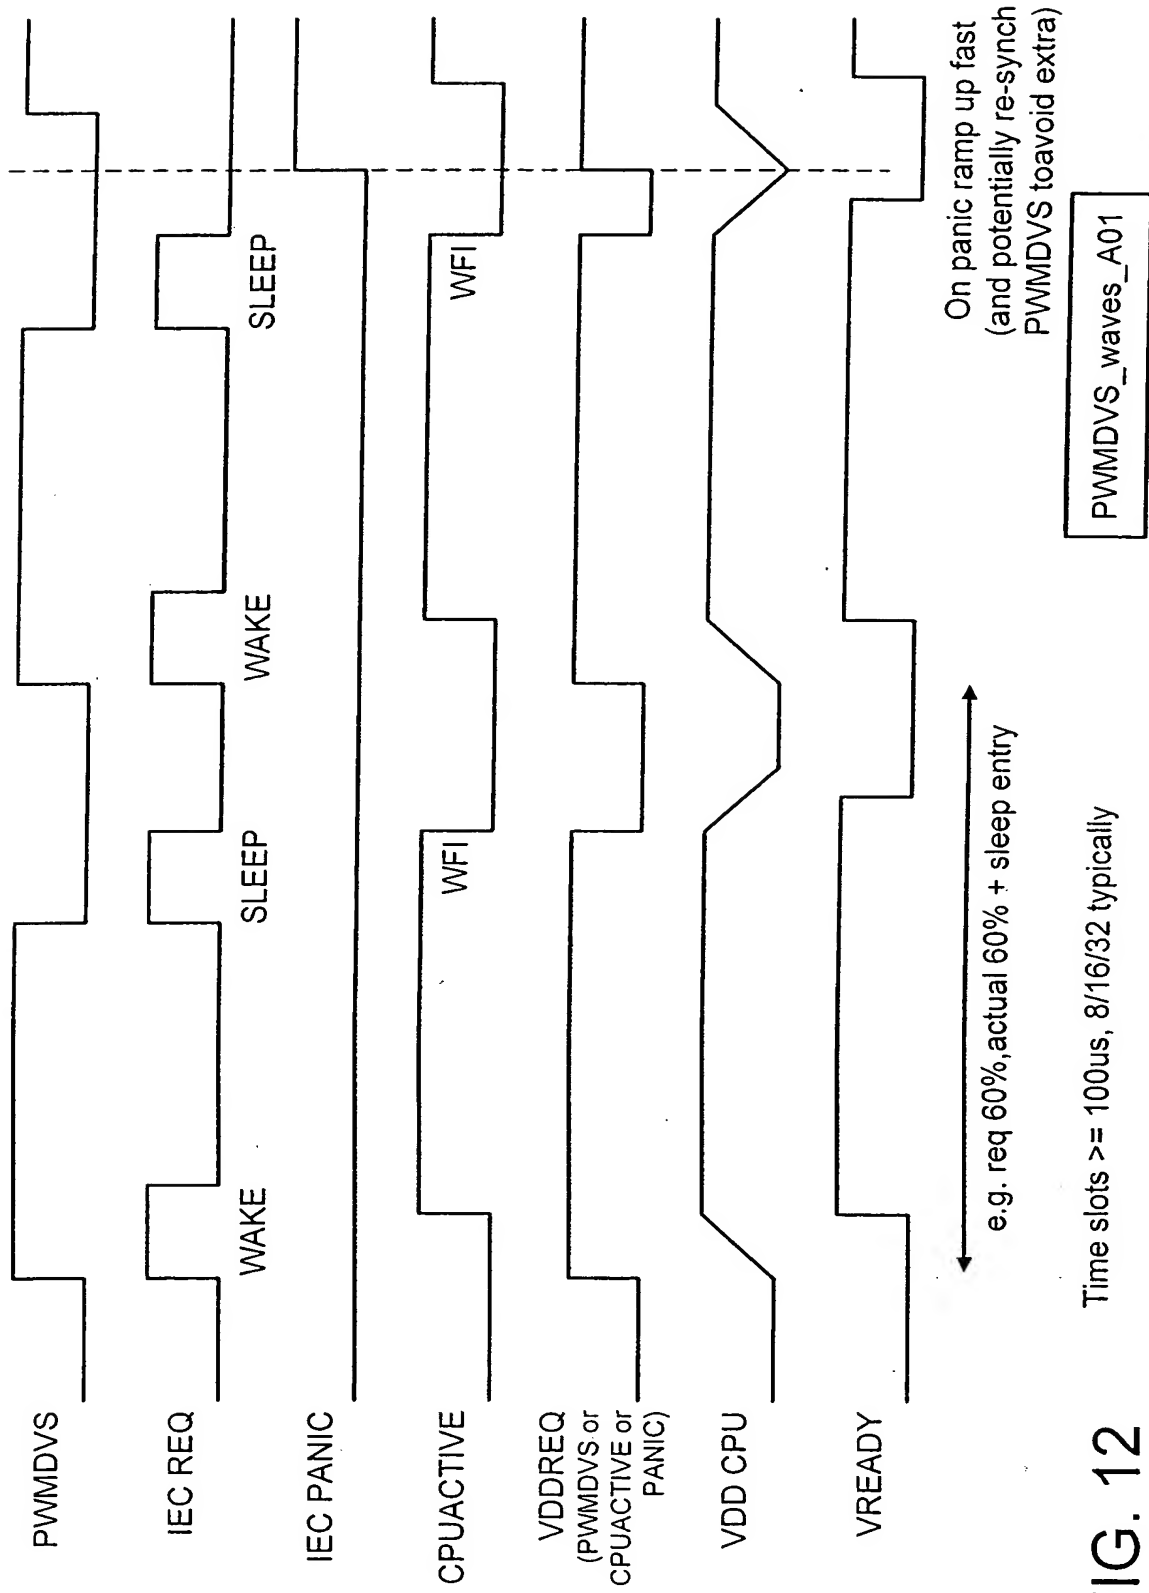 PWMDVS
IEC REQ
WAKE
SLEEP
WAKE
SLEEP
IEC PANIC
CPUACTIVE
WFI
WFI
VDDREQ
(PWMDVS or
CPUACTIVE or
PANIC)
VDD CPU
VREADY
e.g. req 60%,actual 60% + sleep entry
On panic ramp up fast
(and potentially re-synch
PWMDVS toavoid extra)
Time slots >= 100us, 8/16/32 typically
PWMDVS_waves_A01
IG. 12